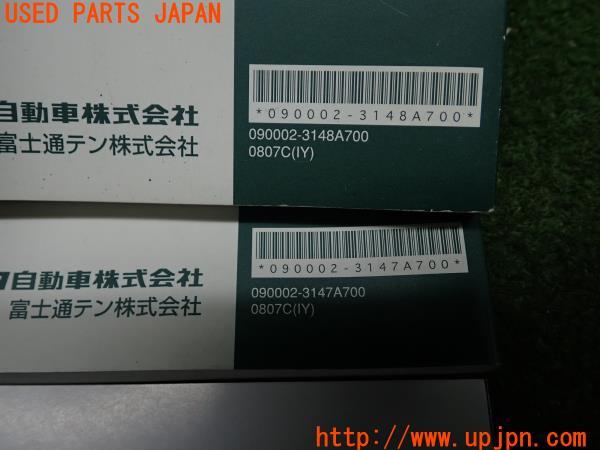 USED PARTS JAPAN
自動車株式会社
富士通テン株式会社
*090002-3148A700*
090002-3148A700
0807C(IY)
自動車株式会社
富士通テン株式会社
*090002-3147A700*
090002-3147A700
0807C(IY)
http://www.upjpn.com/